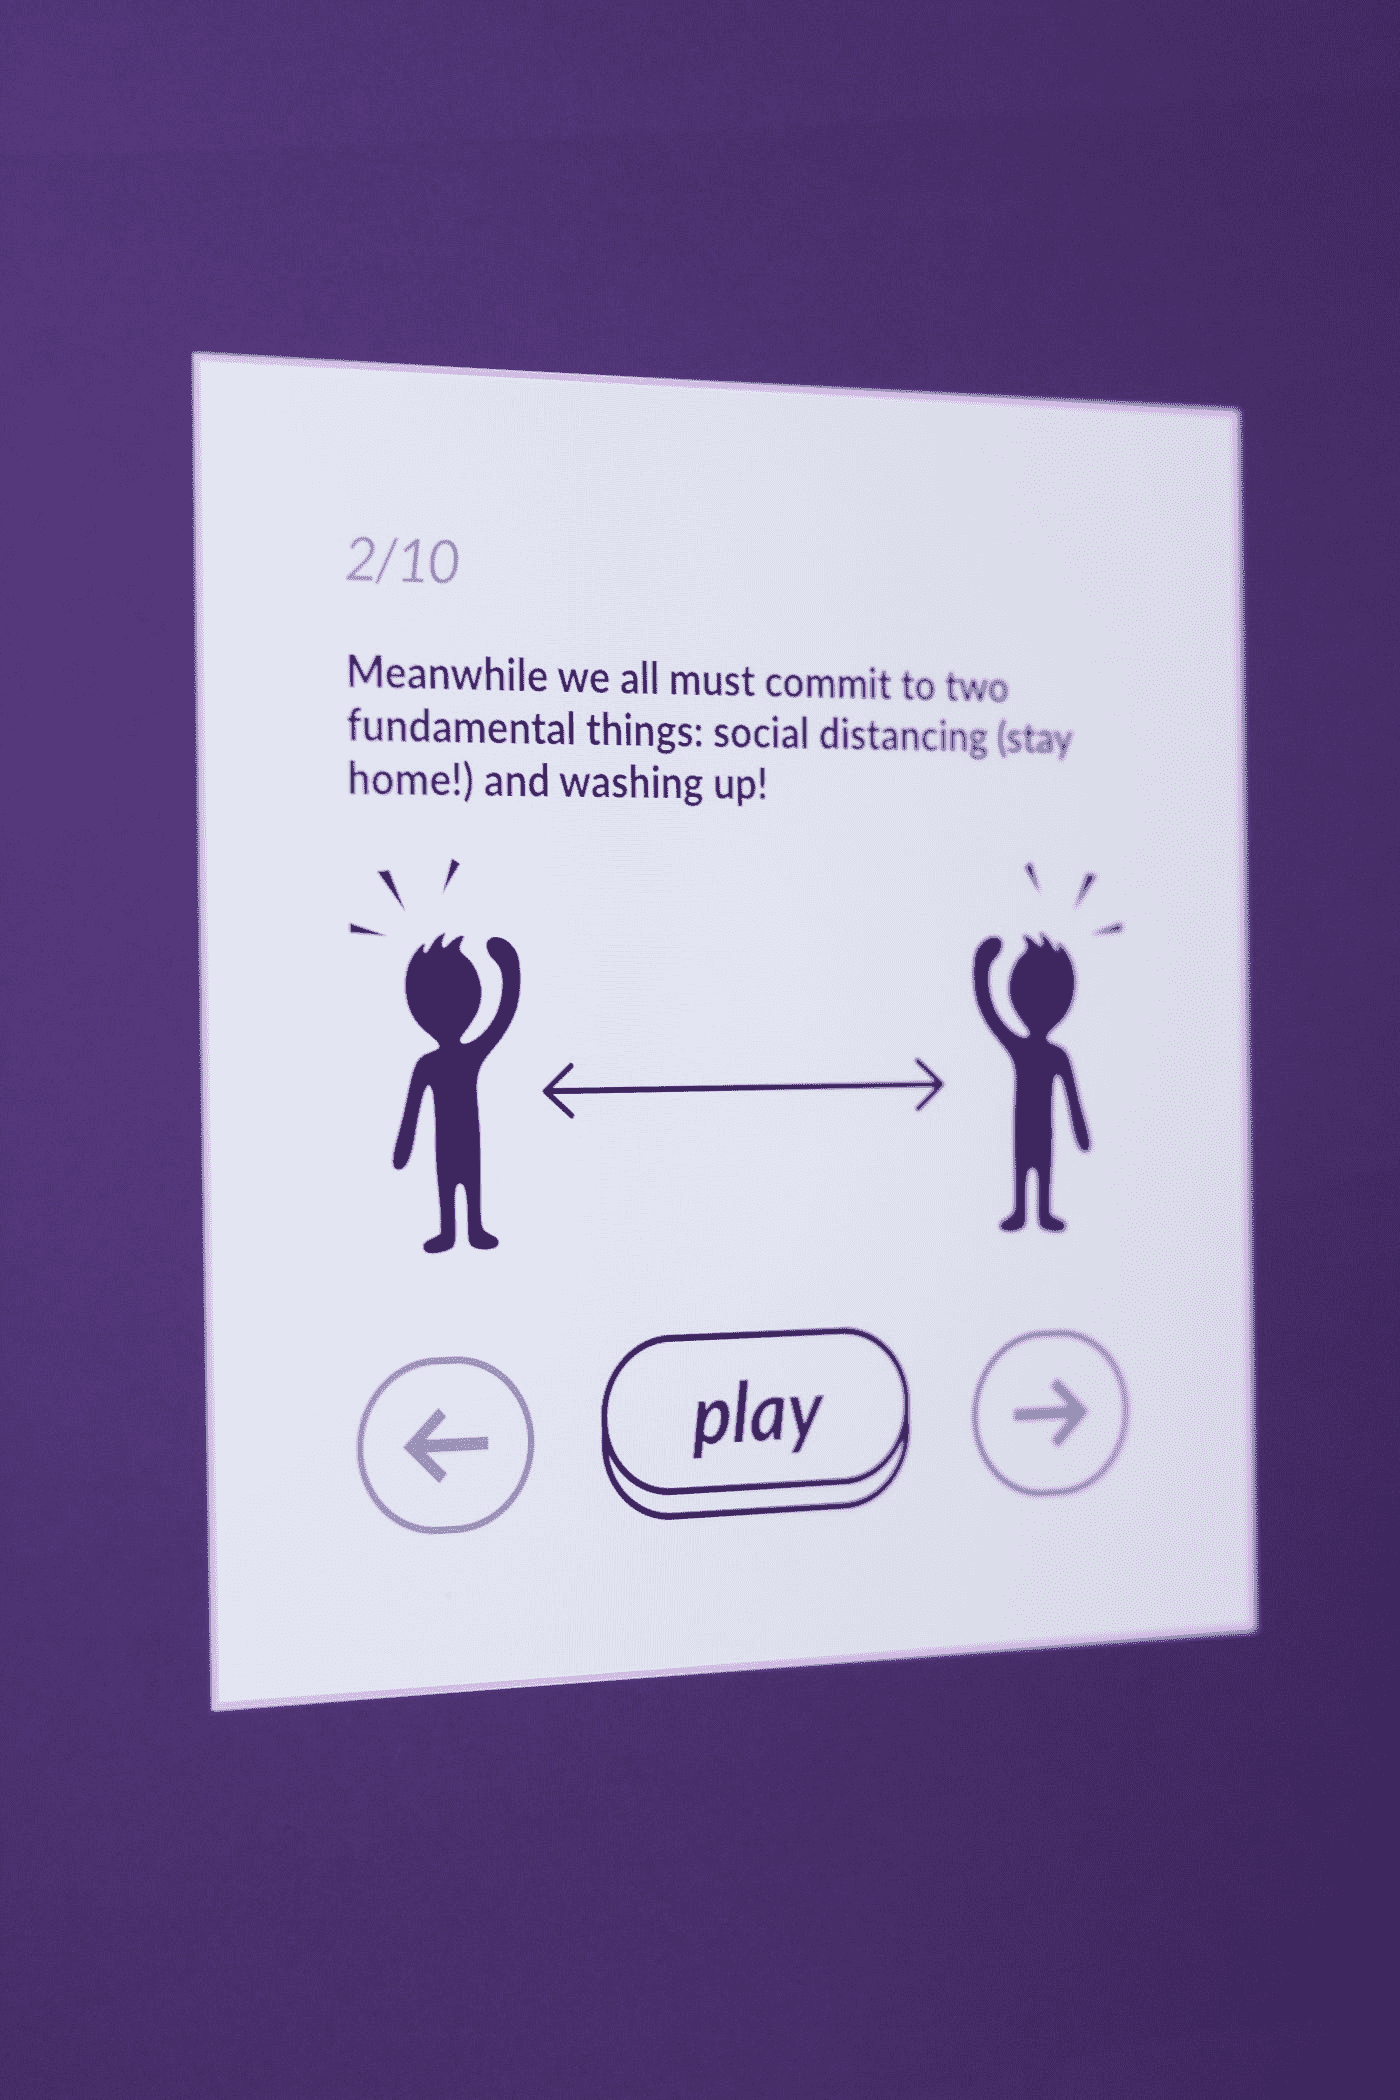 2/10
Meanwhile we all must commit to two
fundamental things: social distancing (stay
home!) and washing up!
play